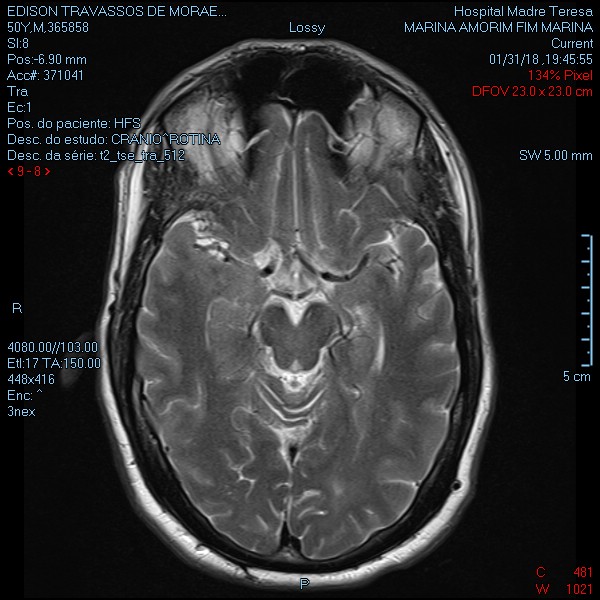 EDISON TRAVASSOS DE MORAE...
50Y,M,365858
Sl:8
Pos:-6.90 mm
Acc#: 371041
Tra
Ec:1
Pos. do paciente: HFS
Desc. do estudo: CRANIO^ROTINA
Desc. da série: t2_tse_tra_512
< 9 - 8 >
Lossy
Hospital Madre Teresa
MARINA AMORIM FIM MARINA
Current
01/31/18 ,19:45:55
134% Pixel
DFOV 23.0 x 23.0 cm
SW 5.00 mm
R
4080.00//103.00
Etl:17 TA:150.00
448x416
Enc: ^
3nex
5 cm
P
C 481
W 1021